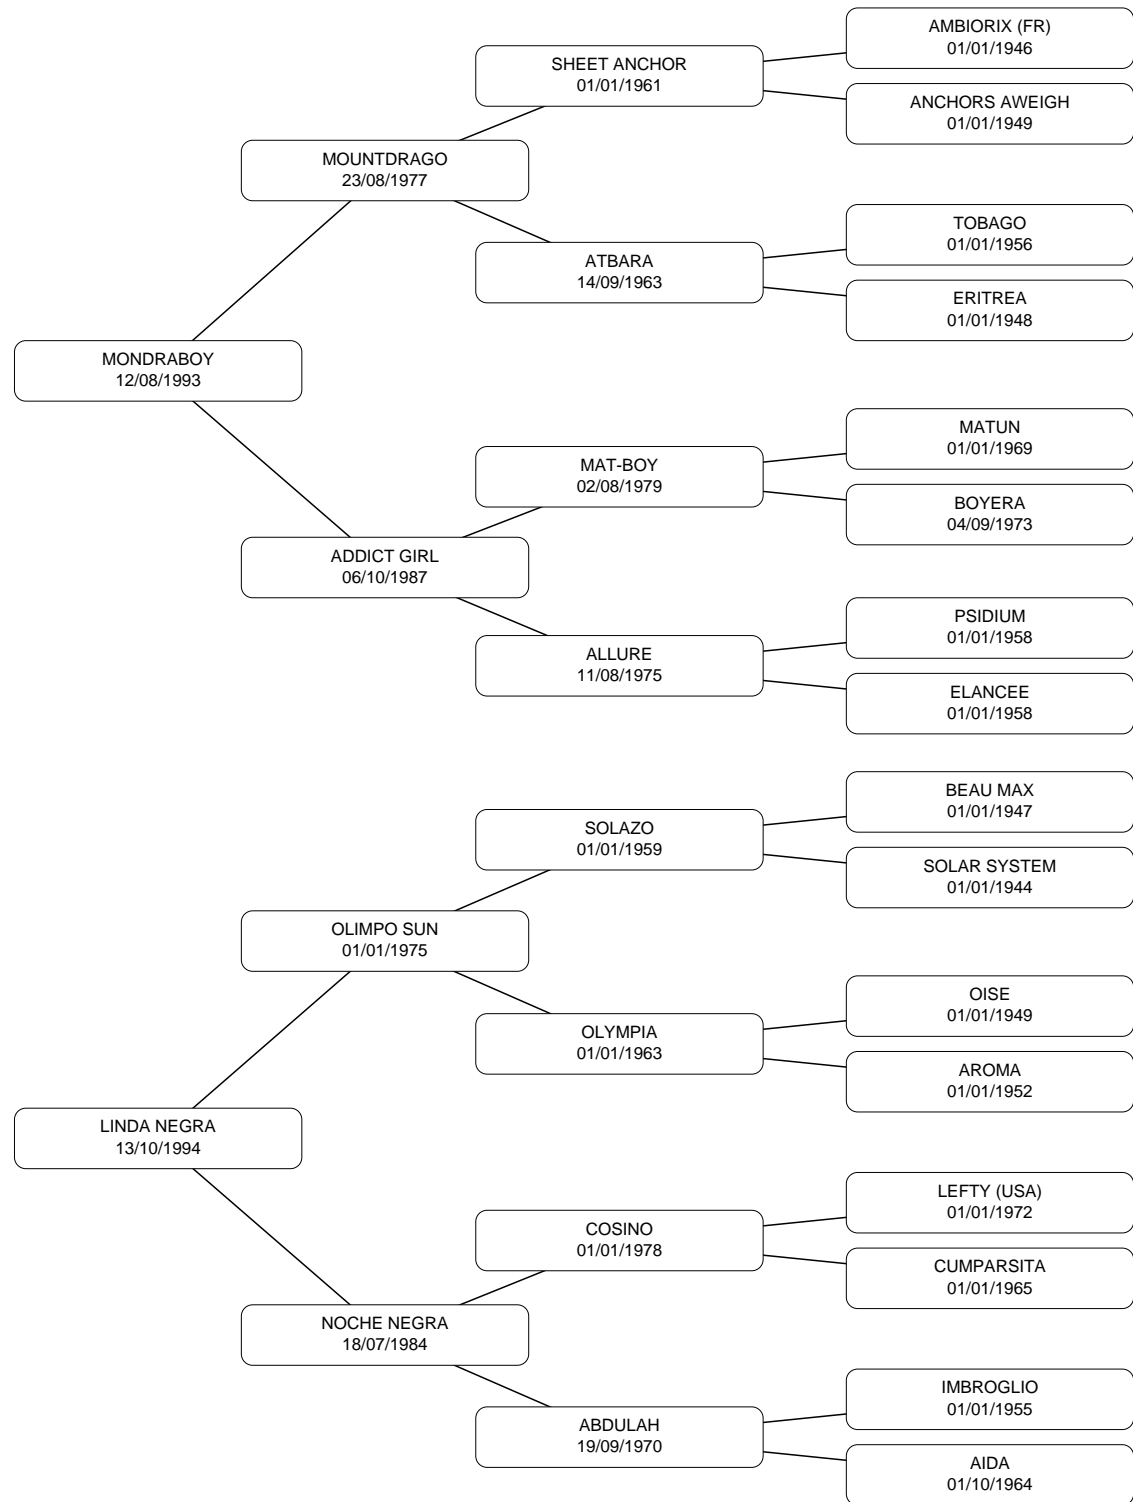 AMBIORIX (FR)
01/01/1946
SHEET ANCHOR
01/01/1961
ANCHORS AWEIGH
01/01/1949
MOUNTDRAGO
23/08/1977
TOBAGO
01/01/1956
ATBARA
14/09/1963
ERITREA
01/01/1948
MONDRABOY
12/08/1993
MATUN
01/01/1969
MAT-BOY
02/08/1979
BOYERA
04/09/1973
ADDICT GIRL
06/10/1987
PSIDIUM
01/01/1958
ALLURE
11/08/1975
ELANCEE
01/01/1958
BEAU MAX
01/01/1947
SOLAZO
01/01/1959
SOLAR SYSTEM
01/01/1944
OLIMPO SUN
01/01/1975
OISE
01/01/1949
OLYMPIA
01/01/1963
AROMA
01/01/1952
LINDA NEGRA
13/10/1994
LEFTY (USA)
01/01/1972
COSINO
01/01/1978
CUMPARSITA
01/01/1965
NOCHE NEGRA
18/07/1984
IMBROGLIO
01/01/1955
ABDULAH
19/09/1970
AIDA
01/10/1964